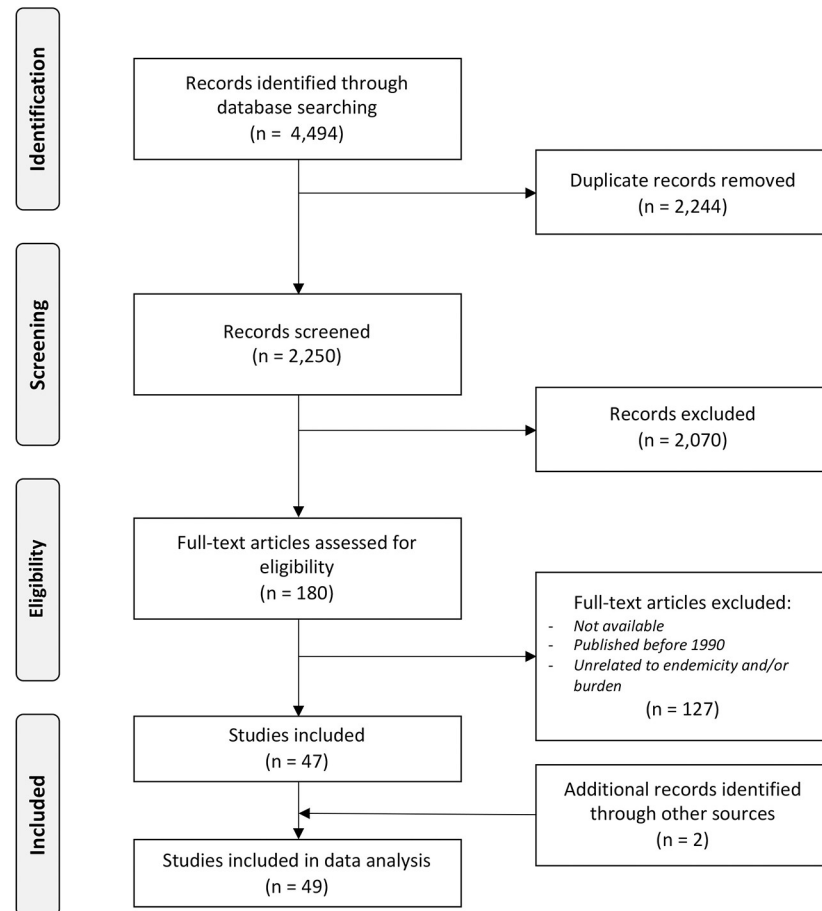 Identification
Records identified through
database searching
(n = 4,494)
Duplicate records removed
(n = 2,244)
Screening
Records screened
(n = 2,250)
Records excluded
(n = 2,070)
Eligibility
Full-text articles assessed for
eligibility
(n = 180)
Full-text articles excluded:
- Not available
- Published before 1990
- Unrelated to endemicity and/or
burden
(n = 127)
Included
Studies included
(n = 47)
Additional records identified
through other sources
(n = 2)
Studies included in data analysis
(n = 49)